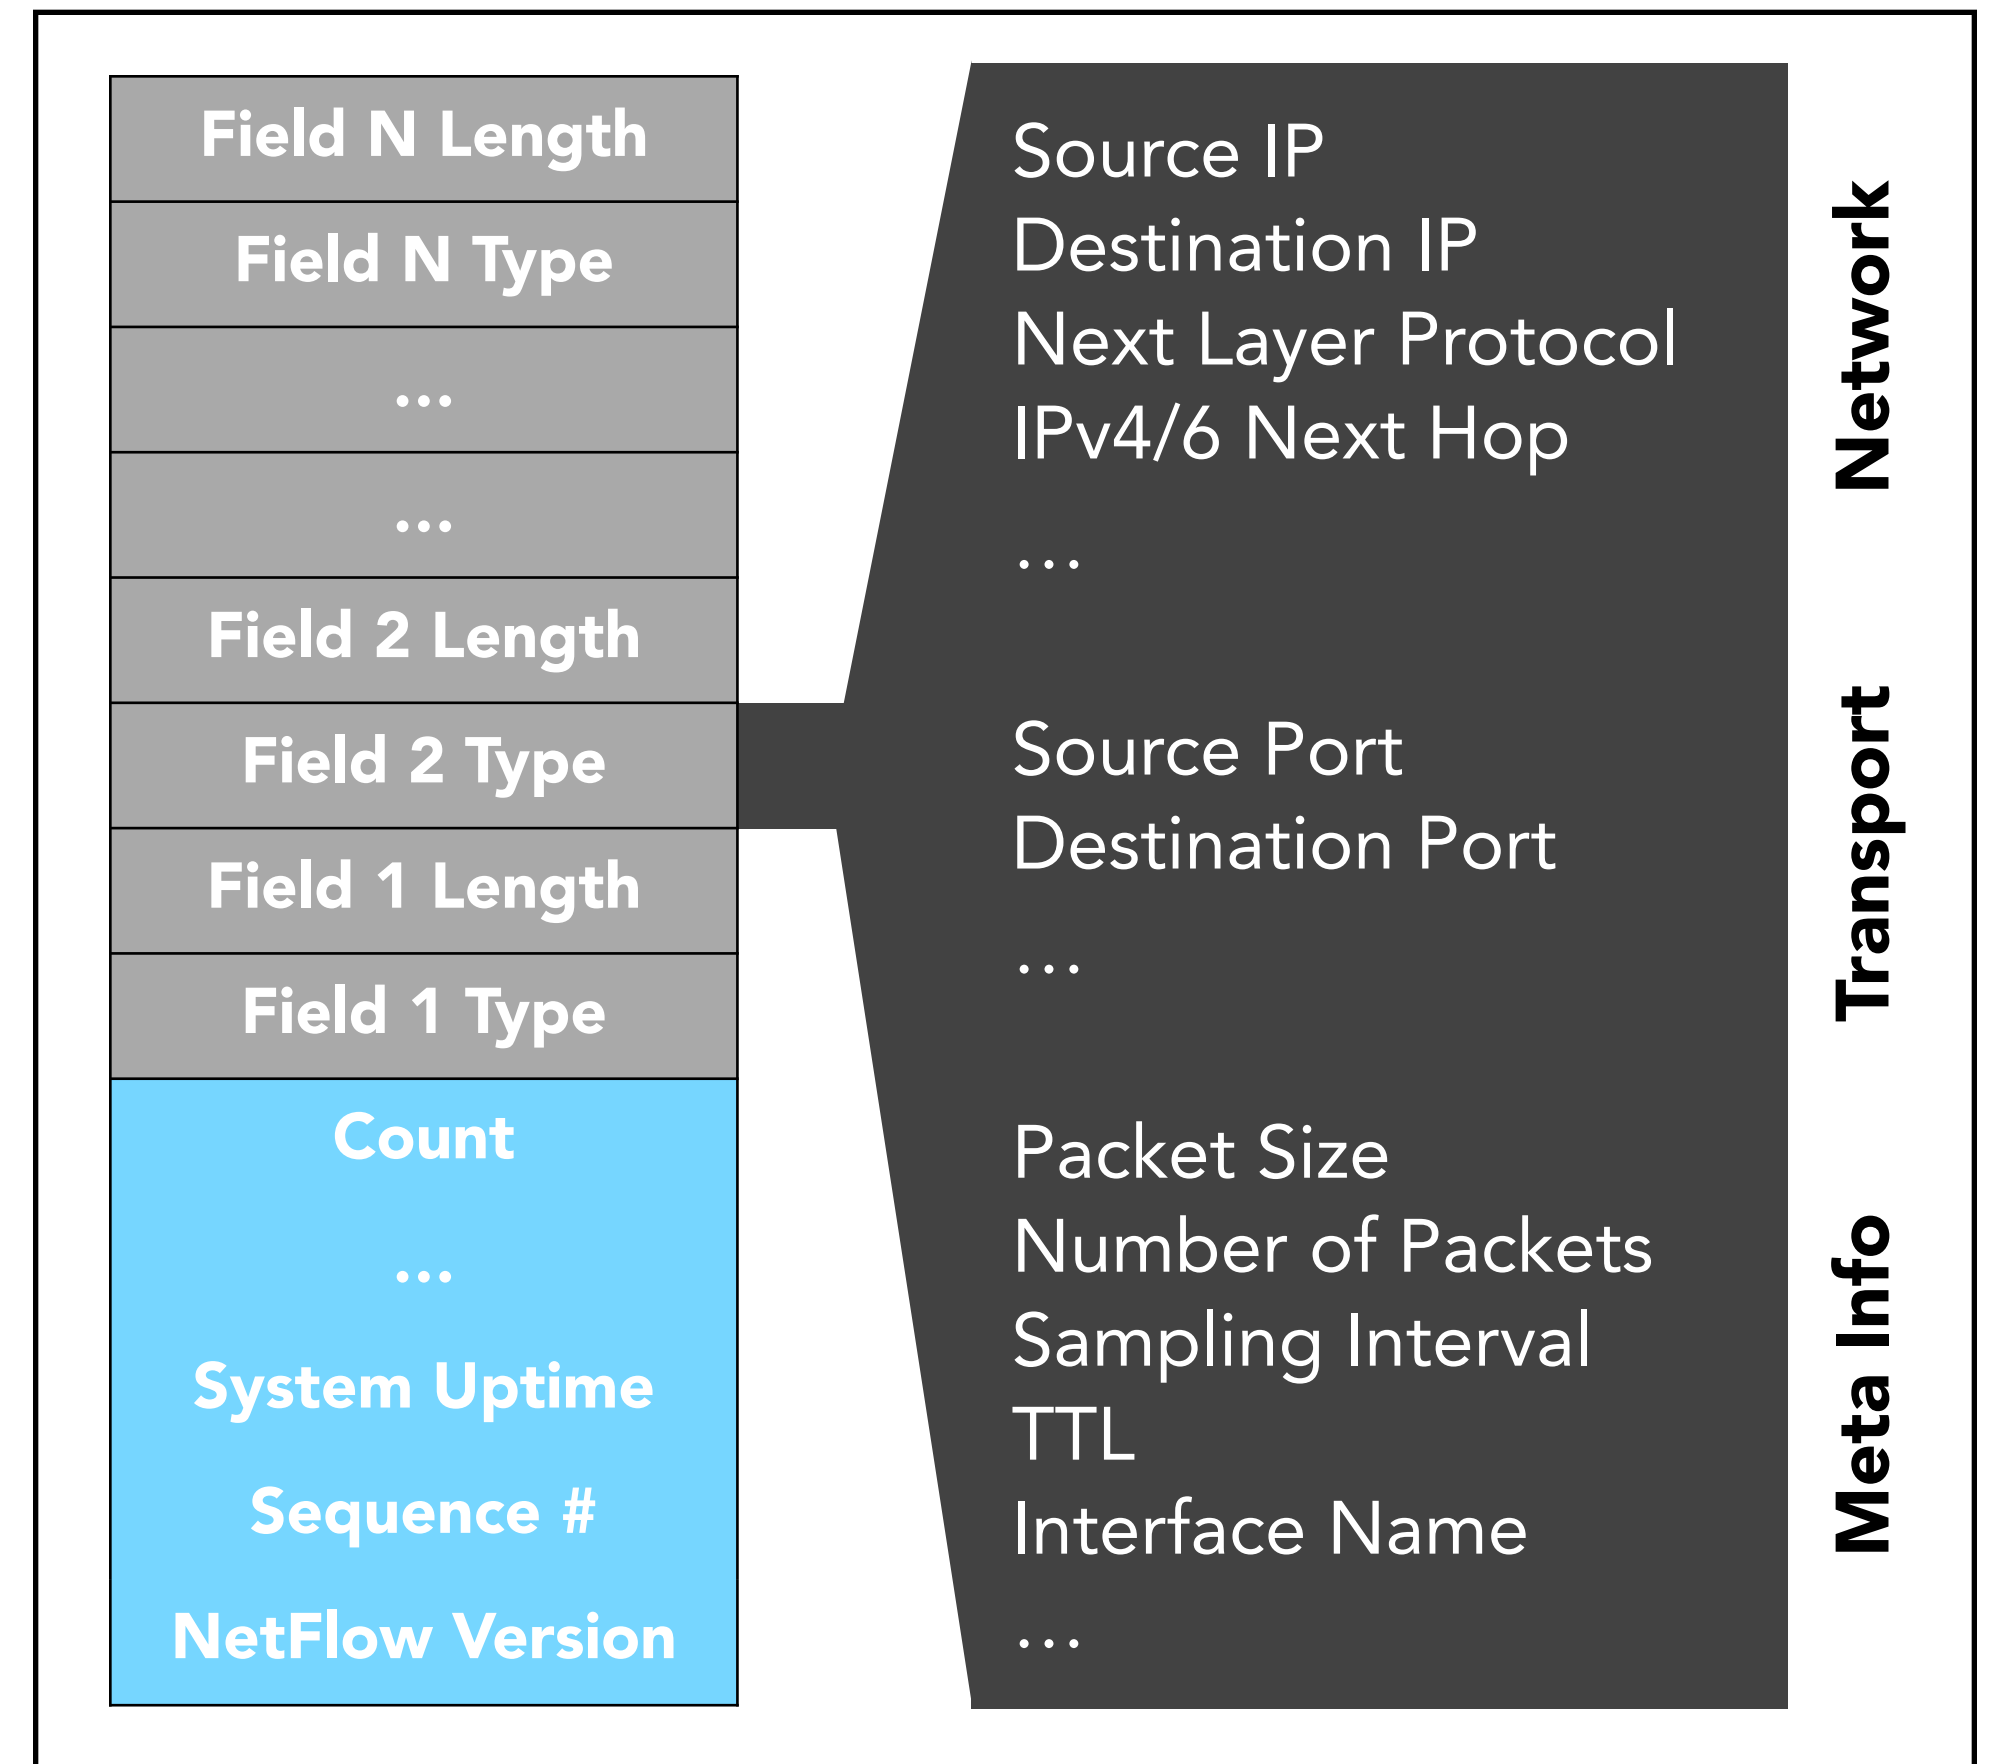 Field N Length
Field N Type
...
...
Field 2 Length
Field 2 Type
Field 1 Length
Field 1 Type
Count
...
System Uptime
Sequence #
NetFlow Version
Source IP
Destination IP
Next Layer Protocol
IPv4/6 Next Hop
...
Source Port
Destination Port
...
Packet Size
Number of Packets
Sampling Interval
TTL
Interface Name
...
Network
Transport
Meta Info